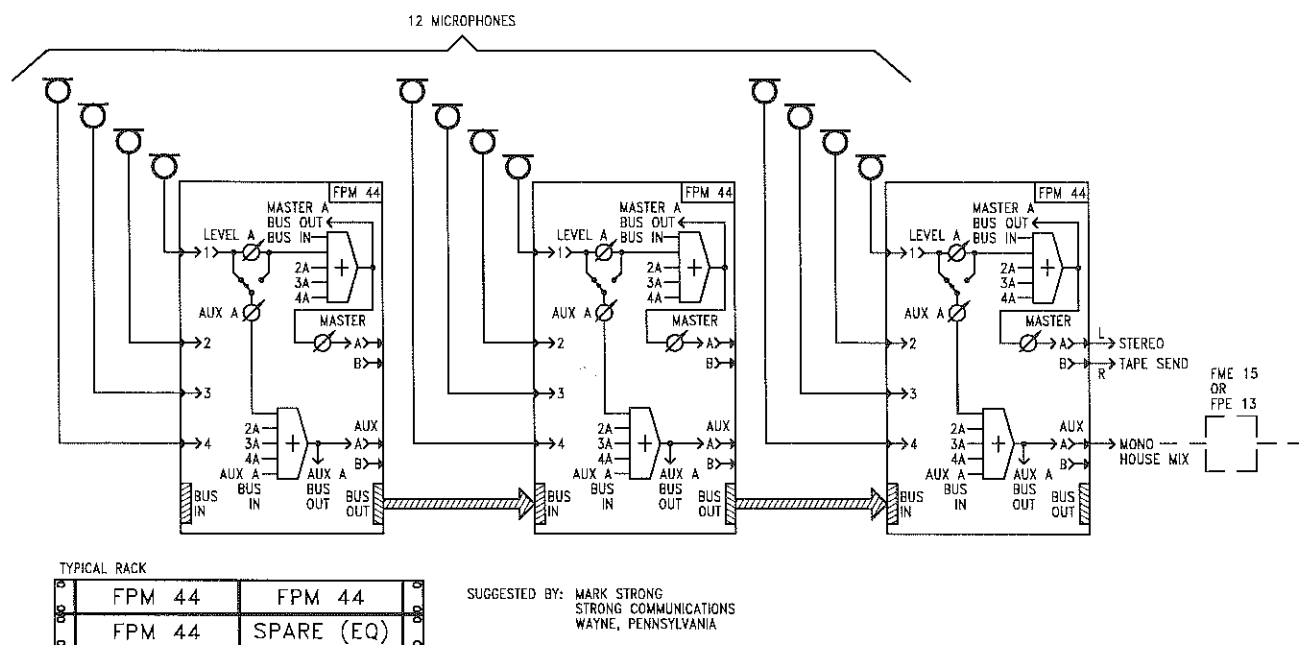 12 MICROPHONES
FPM 44
MASTER A
BUS OUT
BUS IN
LEVEL A
1
2A
3A
4A
AUX A
MASTER
A
B
2
3
4
2A
3A
4A
AUX A
BUS
IN
AUX A
BUS
OUT
AUX
A
B
BUS
IN
BUS
OUT
FPM 44
MASTER A
BUS OUT
BUS IN
LEVEL A
1
2A
3A
4A
AUX A
MASTER
A
B
2
3
4
2A
3A
4A
AUX A
BUS
IN
AUX A
BUS
OUT
AUX
A
B
BUS
IN
BUS
OUT
FPM 44
MASTER A
BUS OUT
BUS IN
LEVEL A
1
2A
3A
4A
AUX A
MASTER
A
B
2
3
4
2A
3A
4A
AUX A
BUS
IN
AUX A
BUS
OUT
AUX
A
B
BUS
IN
BUS
OUT
L
STEREO
TAPE SEND
R
MONO
HOUSE MIX
FME 15
OR
FPE 13
TYPICAL RACK
FPM 44 FPM 44
FPM 44 SPARE (EQ)
SUGGESTED BY: MARK STRONG
STRONG COMMUNICATIONS
WAYNE, PENNSYLVANIA